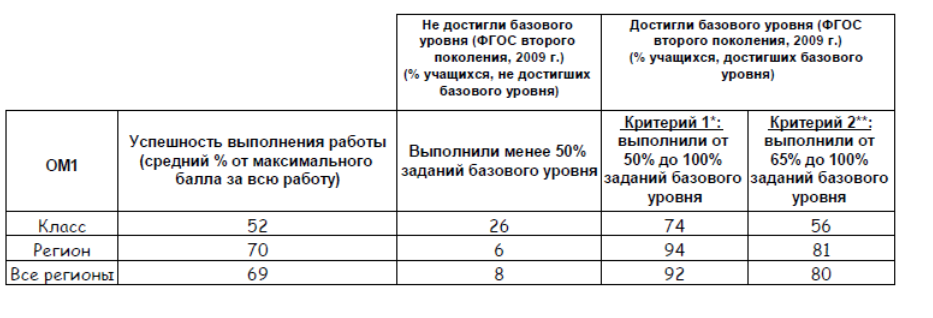 Не достигли базового
уровня (ФГОС второго
поколения, 2009 г.)
(% учащихся, не достигших
базового уровня)
Достигли базового уровня (ФГОС
второго поколения, 2009 г.)
(% учащихся, достигших базового
уровня)
ОМ1
Успешность выполнения работы
(средний % от максимального
балла за всю работу)
Выполнили менее 50%
заданий базового уровня
Критерий 1*:
выполнили от
50% до 100%
заданий базового
уровня
Критерий 2**:
выполнили от
65% до 100%
заданий базового
уровня
Класс 52 26 74 56
Регион 70 6 94 81
Все регионы 69 8 92 80